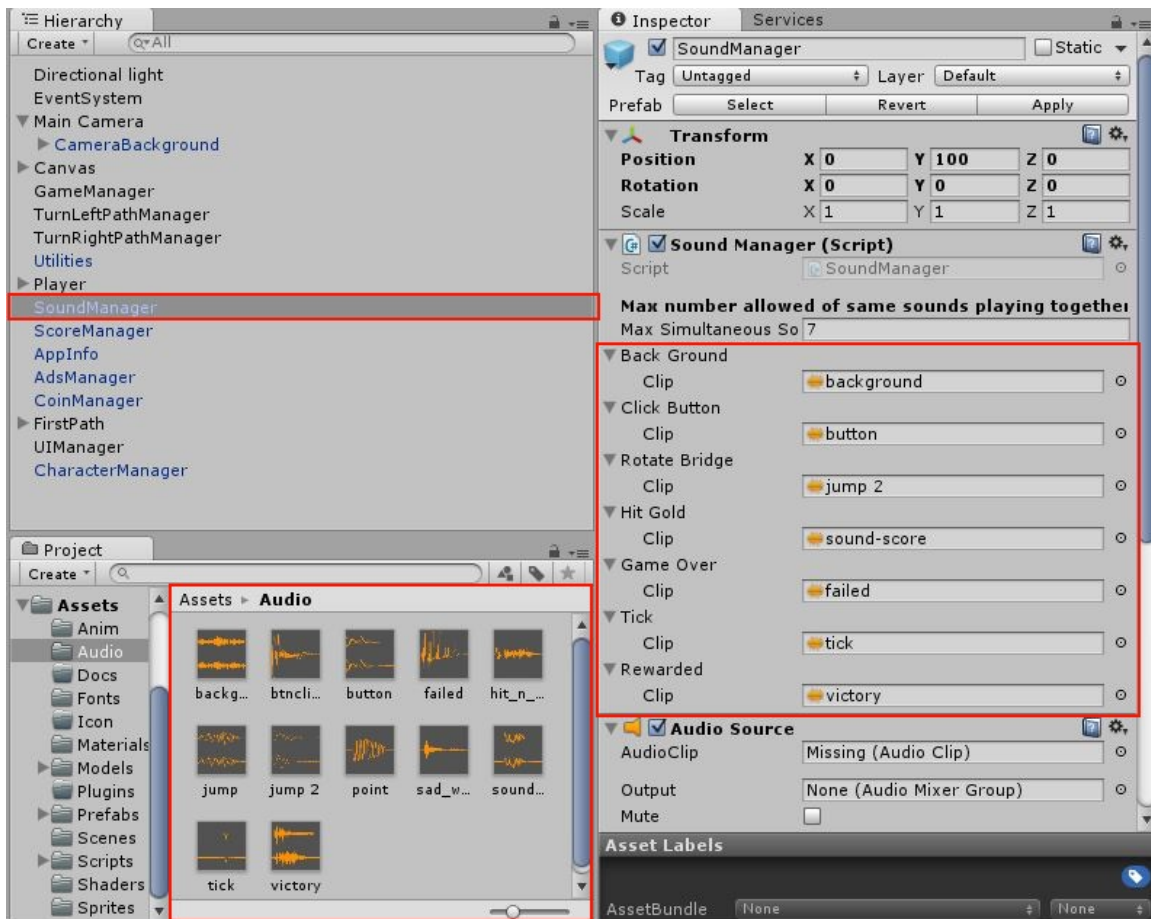 Hierarchy
Create
All
Directional light
EventSystem
Main Camera
CameraBackground
Canvas
GameManager
TurnLeftPathManager
TurnRightPathManager
Utilities
Player
SoundManager
ScoreManager
AppInfo
AdsManager
CoinManager
FirstPath
UIManager
CharacterManager
Project
Create
Assets
Anim
Audio
Docs
Fonts
Icon
Materials
Models
Plugins
Prefabs
Scenes
Scripts
Shaders
Sprites
Assets Audio
backg... btncli... button failed hit_n_...
jump jump 2 point sad_w... sound...
tick victory
Inspector Services
SoundManager Static
Tag Untagged Layer Default
Prefab Select Revert Apply
Transform
Position X 0 Y 100 Z 0
Rotation X 0 Y 0 Z 0
Scale X 1 Y 1 Z 1
Sound Manager (Script)
Script SoundManager
Max number allowed of same sounds playing together
Max Simultaneous So 7
Back Ground
Clip background
Click Button
Clip button
Rotate Bridge
Clip jump 2
Hit Gold
Clip sound-score
Game Over
Clip failed
Tick
Clip tick
Rewarded
Clip victory
Audio Source
AudioClip Missing (Audio Clip)
Output None (Audio Mixer Group)
Mute
Asset Labels
AssetBundle None None